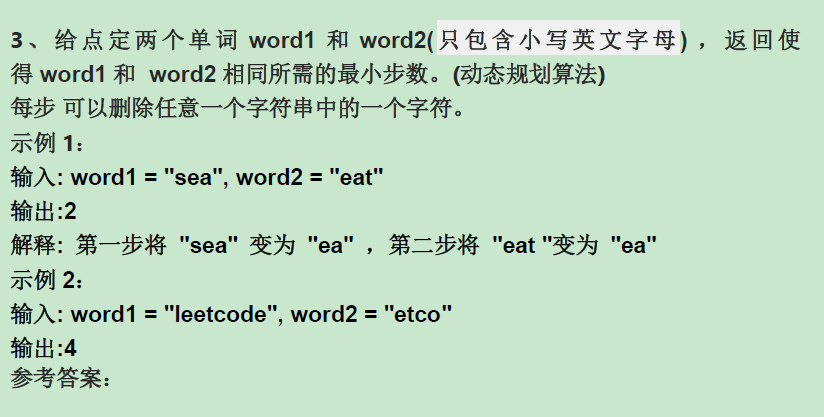 3、给点定两个单词 word1 和 word2(只包含小写英文字母)，返回使
得 word1 和 word2 相同所需的最小步数。(动态规划算法)
每步 可以删除任意一个字符串中的一个字符。
示例 1：
输入: word1 = "sea", word2 = "eat"
输出:2
解释: 第一步将 "sea" 变为 "ea" ，第二步将 "eat "变为 "ea"
示例 2：
输入: word1 = "leetcode", word2 = "etco"
输出:4
参考答案：